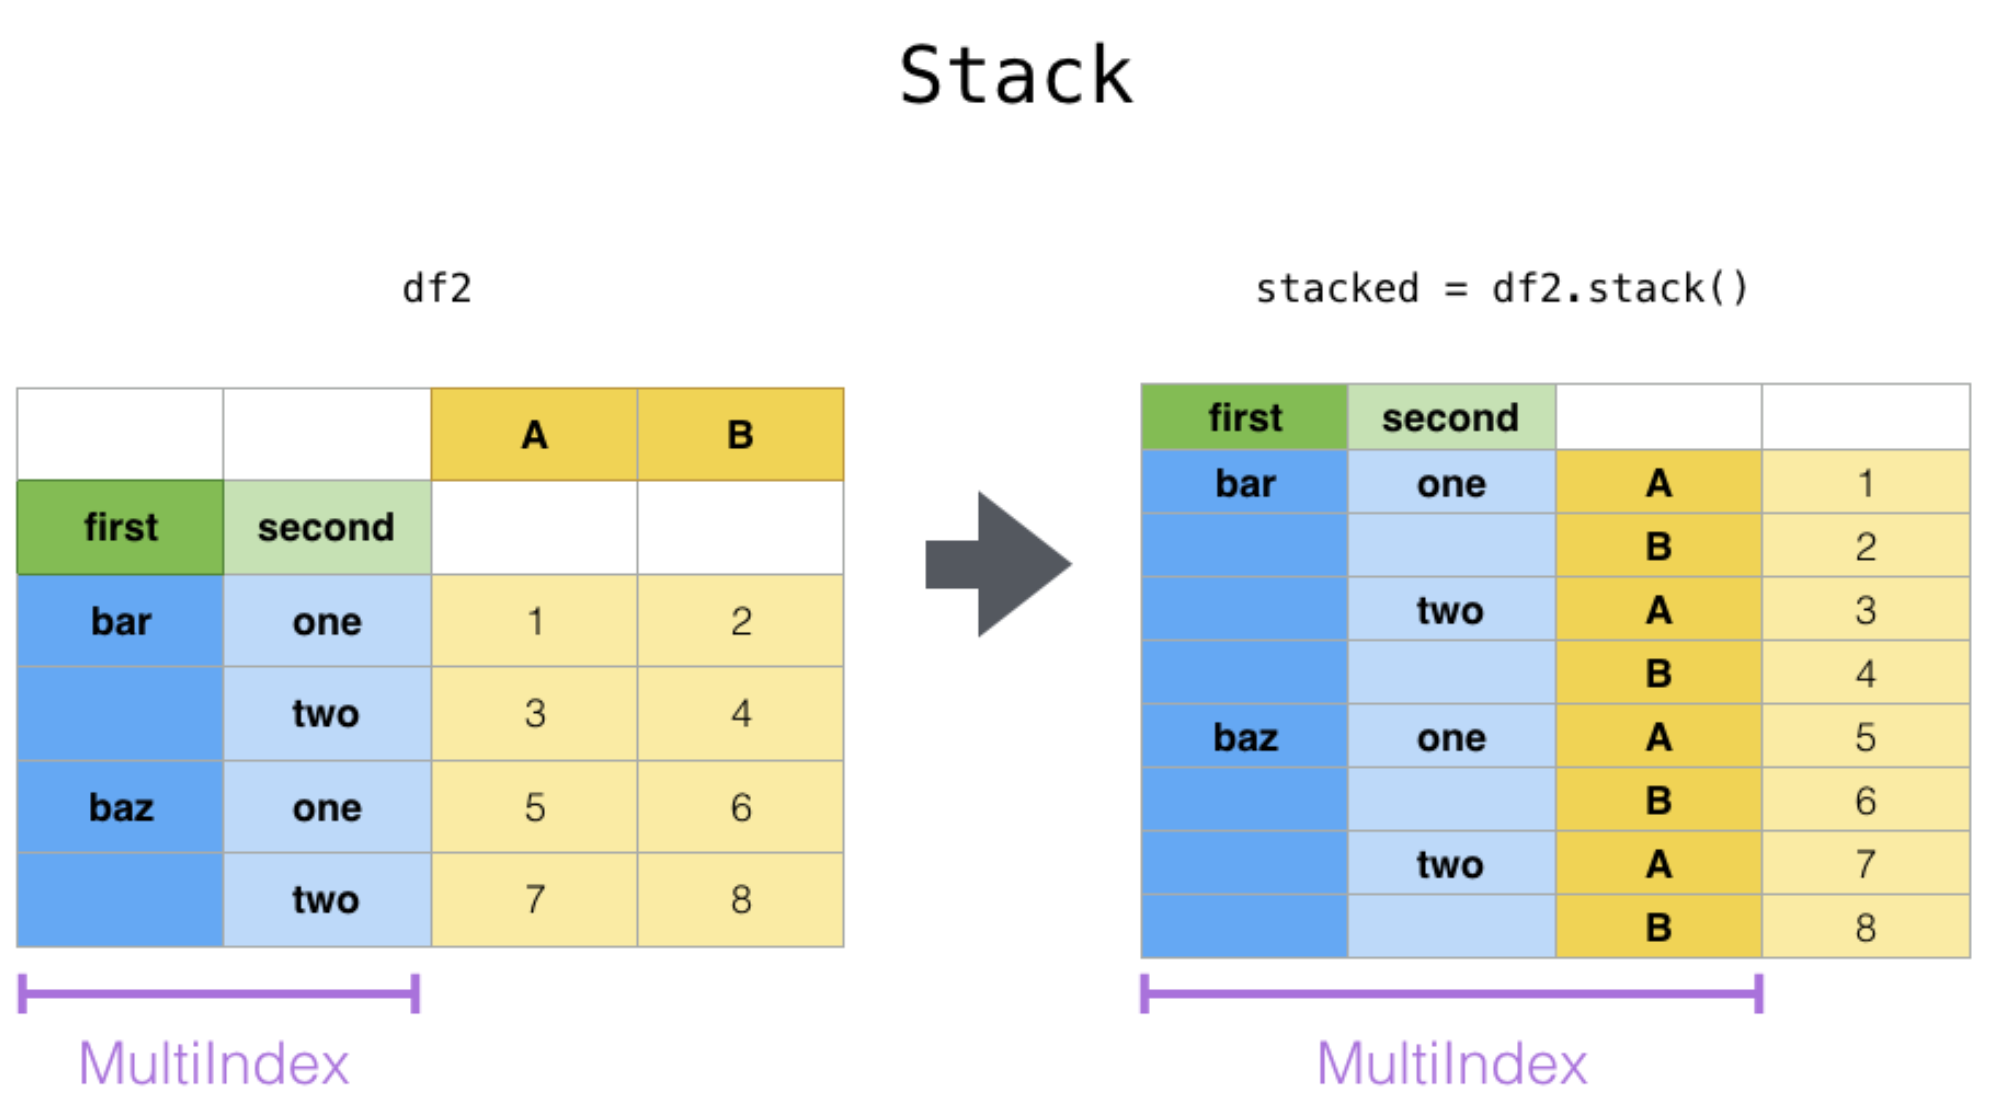 Stack
df2
A B
first second
bar one 1 2
two 3 4
baz one 5 6
two 7 8
MultiIndex
stacked = df2.stack()
first second
bar one A 1
B 2
two A 3
B 4
baz one A 5
B 6
two A 7
B 8
MultiIndex